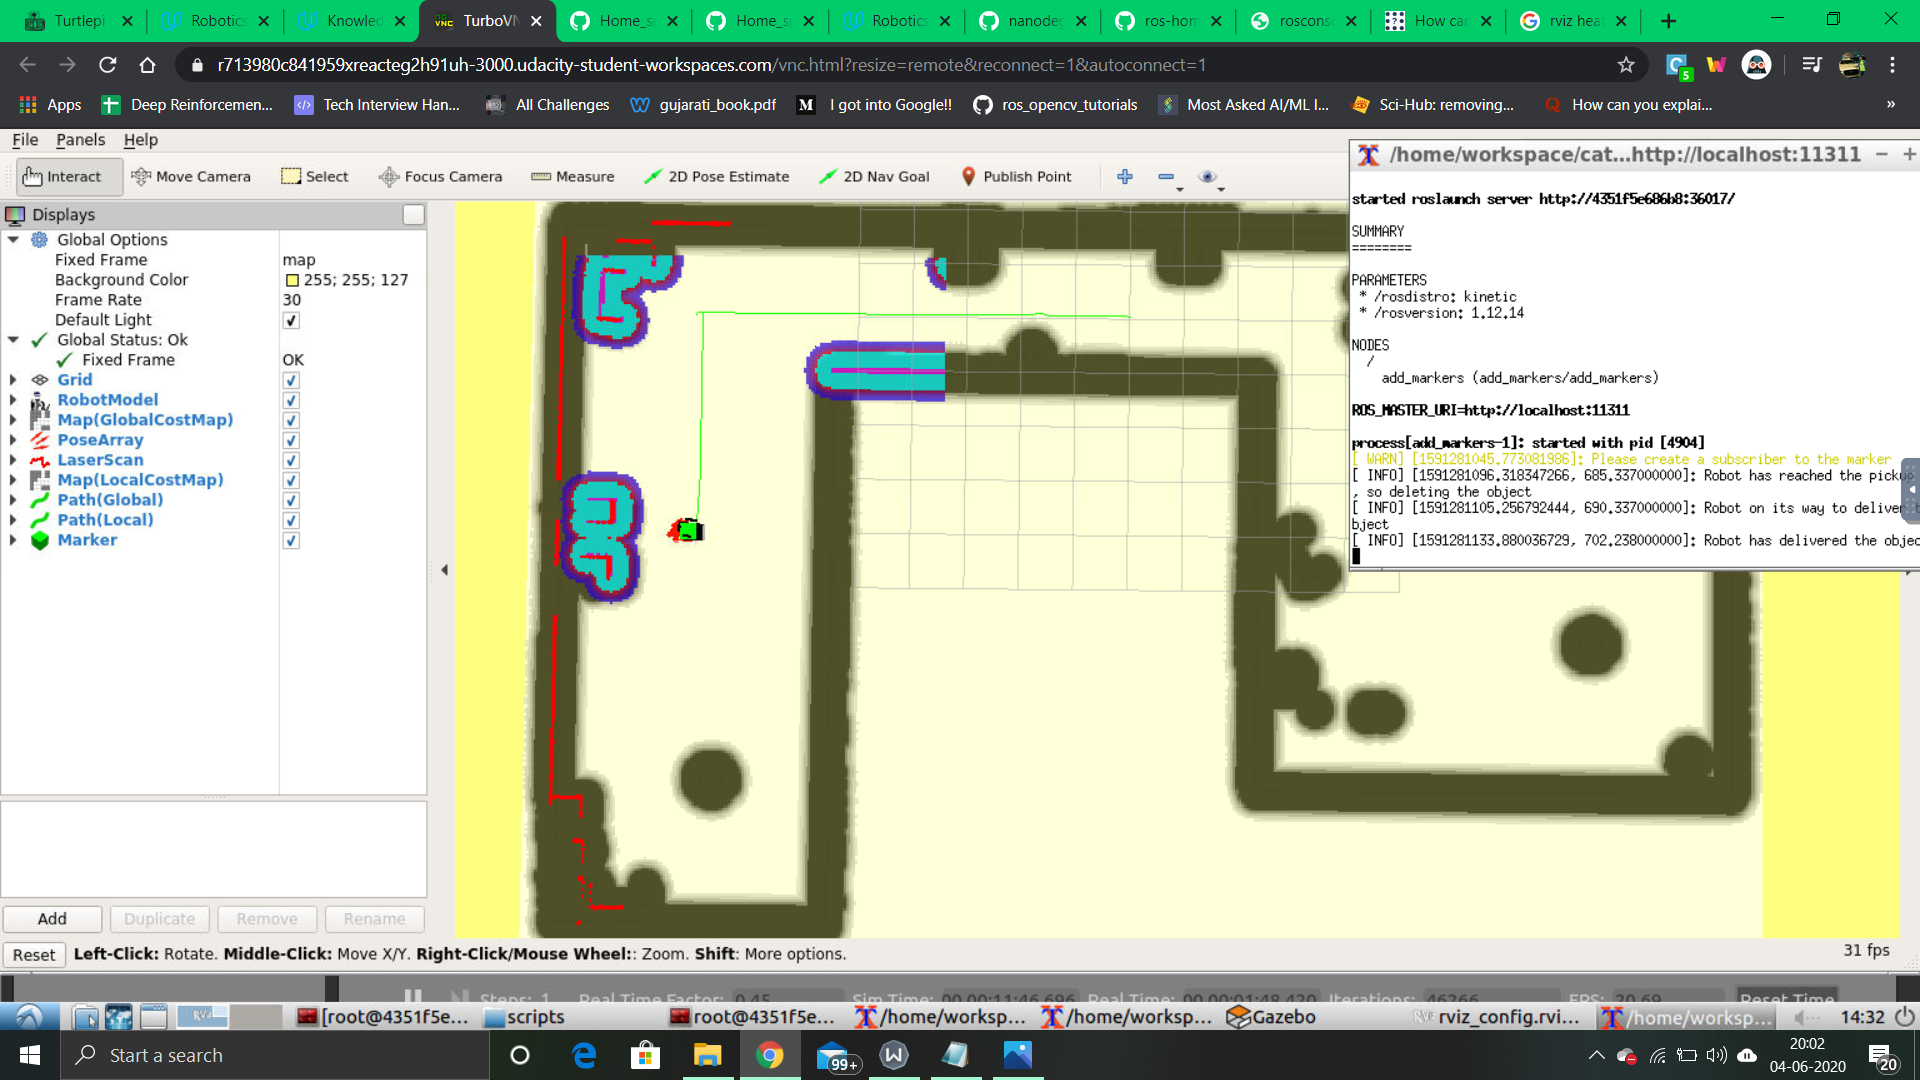 Turtlepi
Robotics
Knowled
TurboVN
Home_se
Home_se
Robotics
nanodeg
ros-hom
rosconso
How car
rviz heat
r713980c841959xreacteg2h91uh-3000.udacity-student-workspaces.com/vnc.html?resize=remote&reconnect=1&autoconnect=1
5
Apps
Deep Reinforcemen...
Tech Interview Han...
All Challenges
gujarati_book.pdf
I got into Google!!
ros_opencv_tutorials
Most Asked AI/ML I...
Sci-Hub: removing...
How can you explai...
»
File Panels Help
Interact
Move Camera
Select
Focus Camera
Measure
2D Pose Estimate
2D Nav Goal
Publish Point
Displays
Global Options
Fixed Frame map
Background Color 255; 255; 127
Frame Rate 30
Default Light
Global Status: Ok
Fixed Frame OK
Grid
RobotModel
Map(GlobalCostMap)
PoseArray
LaserScan
Map(LocalCostMap)
Path(Global)
Path(Local)
Marker
Add Duplicate Remove Rename
Reset Left-Click: Rotate. Middle-Click: Move X/Y. Right-Click/Mouse Wheel:: Zoom. Shift: More options.
31 fps
/home/workspace/cat...http://localhost:11311
started roslaunch server http://4351f5e686b8:36017/
SUMMARY
========
PARAMETERS
* /rosdistro: kinetic
* /rosversion: 1.12.14
NODES
/
add_markers (add_markers/add_markers)
ROS_MASTER_URI=http://localhost:11311
process[add_markers-1]: started with pid [4904]
[ WARN] [1591281045.773081986]: Please create a subscriber to the marker
[ INFO] [1591281096.318347266, 685.337000000]: Robot has reached the pickup
, so deleting the object
[ INFO] [1591281105.256792444, 690.337000000]: Robot on its way to deliver t
bject
[ INFO] [1591281133.880036729, 702.238000000]: Robot has delivered the objec
Steps: 1 Real Time Factor: 0.45 Sim Time: 00 00:11:46.696 Real Time: 00 00:01:48.420 Iterations: 46266 FPS: 20.69 Reset Time
[root@4351f5e...
scripts
root@4351f5e...
/home/worksp...
/home/worksp...
Gazebo
rviz_config.rvi...
/home/worksp...
14:32
Start a search
99+
20:02
04-06-2020
20